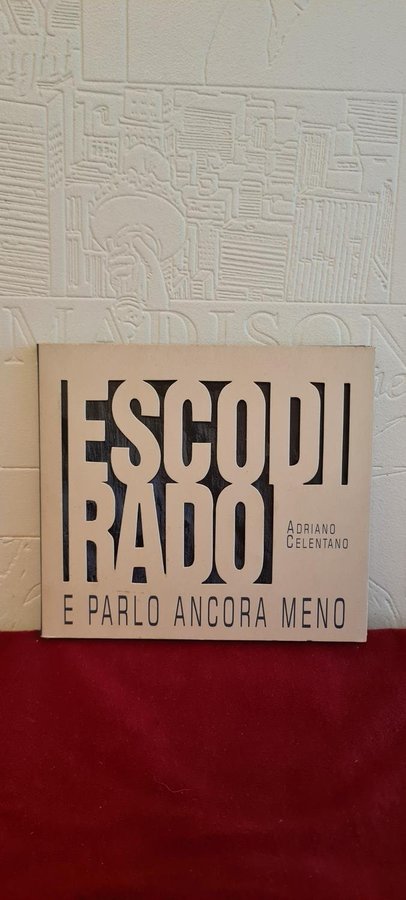 MADISON
ESCO DI
RADO
ADRIANO
CELENTANO
E PARLO ANCORA MENO